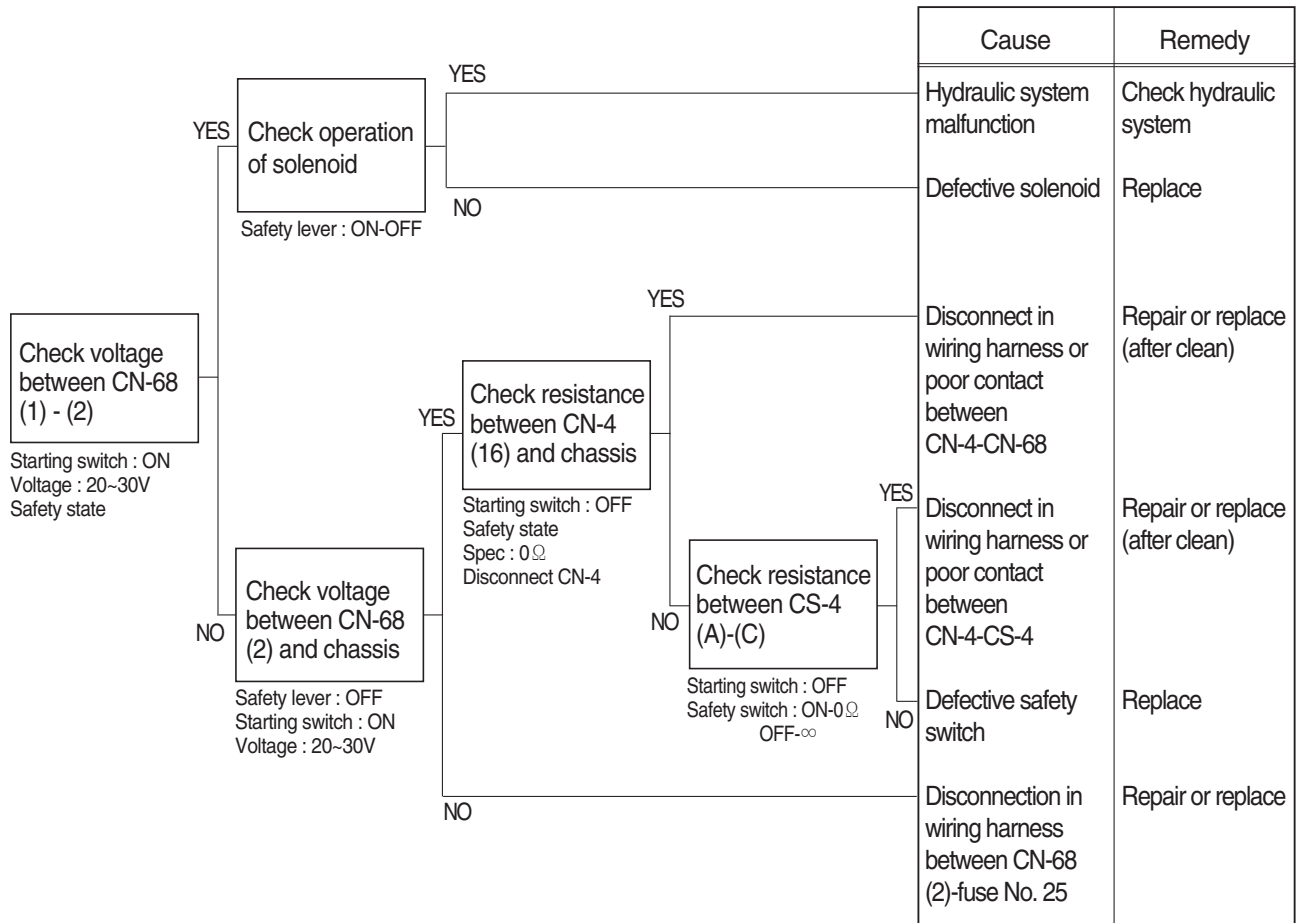 Cause
Remedy
YES
Hydraulic system
malfunction
Check hydraulic
system
YES
Check operation
of solenoid
NO
Defective solenoid
Replace
Safety lever : ON-OFF
Check voltage
between CN-68
(1) - (2)
Starting switch : ON
Voltage : 20~30V
Safety state
YES
Disconnect in
wiring harness or
poor contact
between
CN-4-CN-68
Repair or replace
(after clean)
YES
Check resistance
between CN-4
(16) and chassis
Starting switch : OFF
Safety state
Spec : 0Ω
Disconnect CN-4
YES
Disconnect in
wiring harness or
poor contact
between
CN-4-CS-4
Repair or replace
(after clean)
NO
Check resistance
between CS-4
(A)-(C)
Starting switch : OFF
Safety switch : ON-0Ω
OFF-∞
NO
Defective safety
switch
Replace
NO
Check voltage
between CN-68
(2) and chassis
Safety lever : OFF
Starting switch : ON
Voltage : 20~30V
NO
Disconnection in
wiring harness
between CN-68
(2)-fuse No. 25
Repair or replace